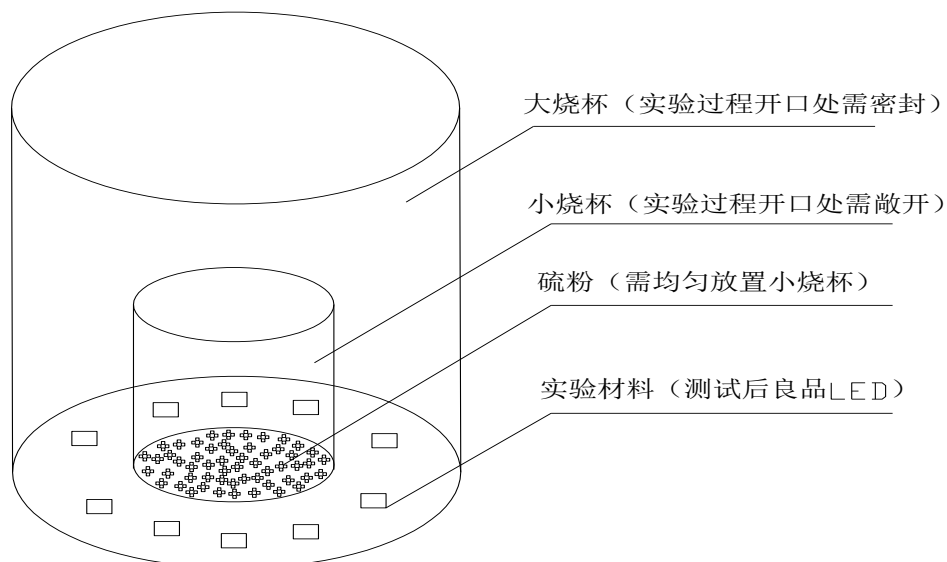 大烧杯（实验过程开口处需密封）
小烧杯（实验过程开口处需敞开）
硫粉（需均匀放置小烧杯）
实验材料（测试后良品LED）